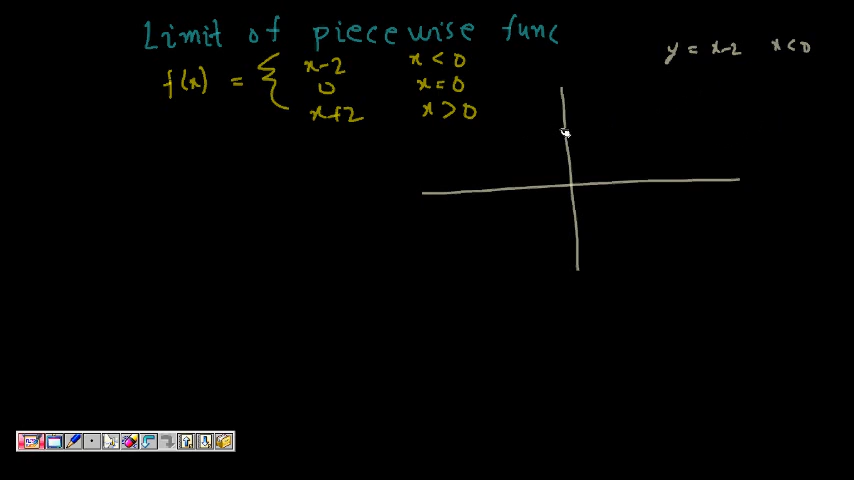 Limit of piecewise func
f(x) = { x-2 x < 0
0 x = 0
x+2 x > 0
y = x-2 x < 0